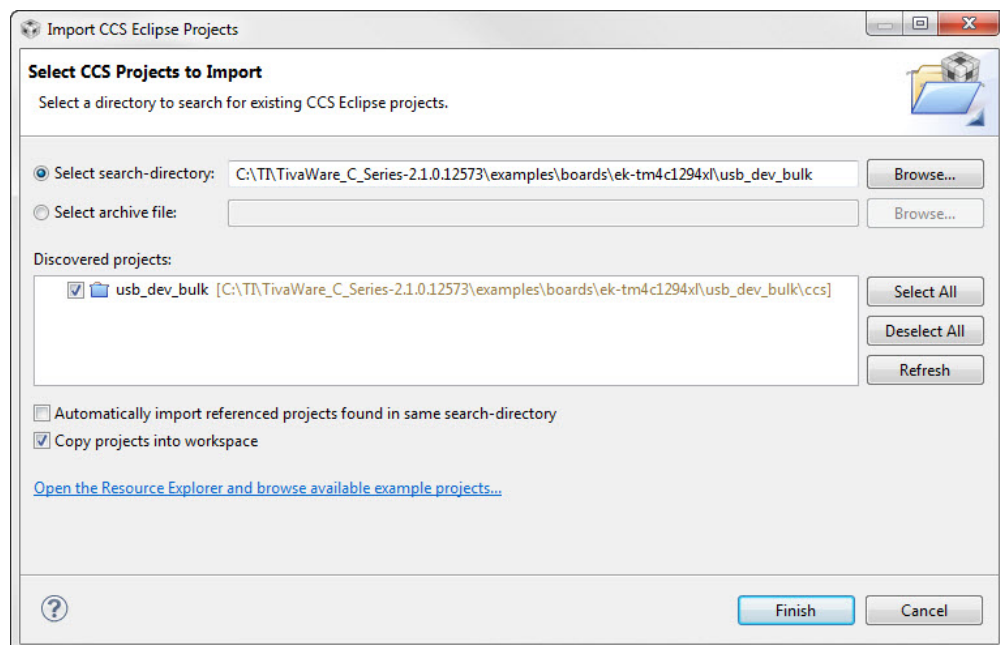 Import CCS Eclipse Projects
Select CCS Projects to Import
Select a directory to search for existing CCS Eclipse projects.
Select search-directory: C:\TI\TivaWare_C_Series-2.1.0.12573\examples\boards\ek-tm4c1294xl\usb_dev_bulk Browse...
Select archive file: Browse...
Discovered projects:
usb_dev_bulk [C:\TI\TivaWare_C_Series-2.1.0.12573\examples\boards\ek-tm4c1294xl\usb_dev_bulk\ccs] Select All
Deselect All
Refresh
Automatically import referenced projects found in same search-directory
Copy projects into workspace
Open the Resource Explorer and browse available example projects...
? Finish Cancel